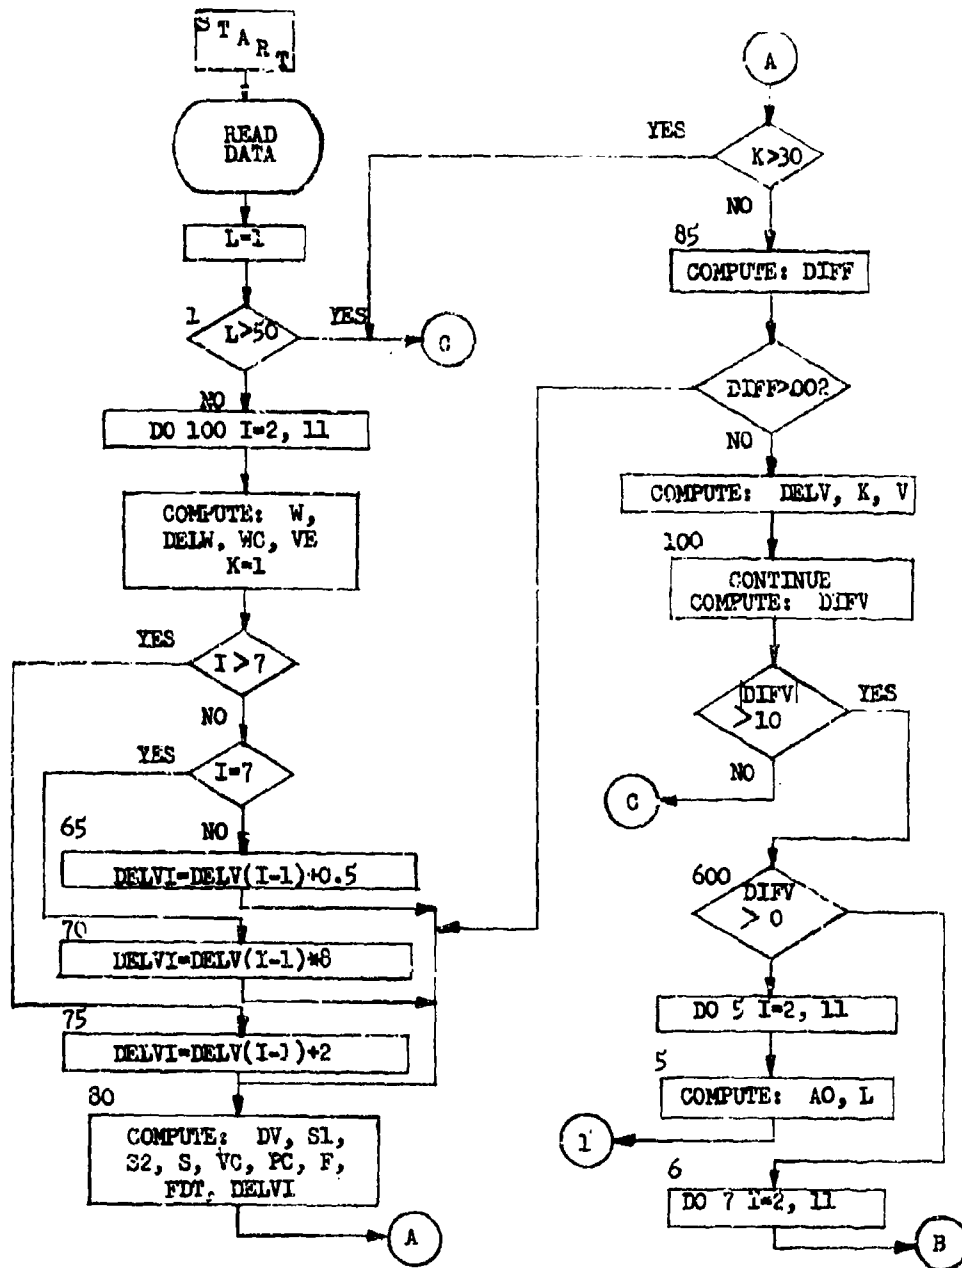 START
READ
DATA
L=1
1
L>50
YES
C
NO
DO 100 I=2, 11
COMPUTE: W,
DELW, WC, VE
K=1
YES
I>7
NO
YES
I=7
NO
65
DELVI=DELV(I-1)+0.5
70
DELVI=DELV(I-1)*8
75
DELVI=DELV(I-1)+2
80
COMPUTE: DV, S1,
S2, S, VC, PC, F,
FDT, DELVI
A
A
YES
K>30
NO
85
COMPUTE: DIFF
DIFF>.002
NO
COMPUTE: DELV, K, V
100
CONTINUE
COMPUTE: DIFV
|DIFV|
>10
YES
NO
C
600
DIFV
>0
DO 5 I=2, 11
5
COMPUTE: AO, L
1
6
DO 7 I=2, 11
B